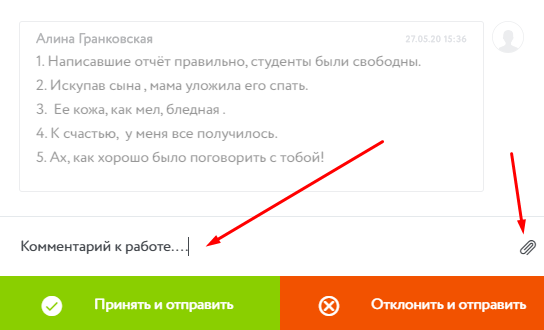 Алина Гранковская 27.05.20 15:36
1. Написавшие отчёт правильно, студенты были свободны.
2. Искупав сына , мама уложила его спать.
3. Ее кожа, как мел, бледная .
4. К счастью, у меня все получилось.
5. Ах, как хорошо было поговорить с тобой!
Комментарий к работе....
Принять и отправить Отклонить и отправить